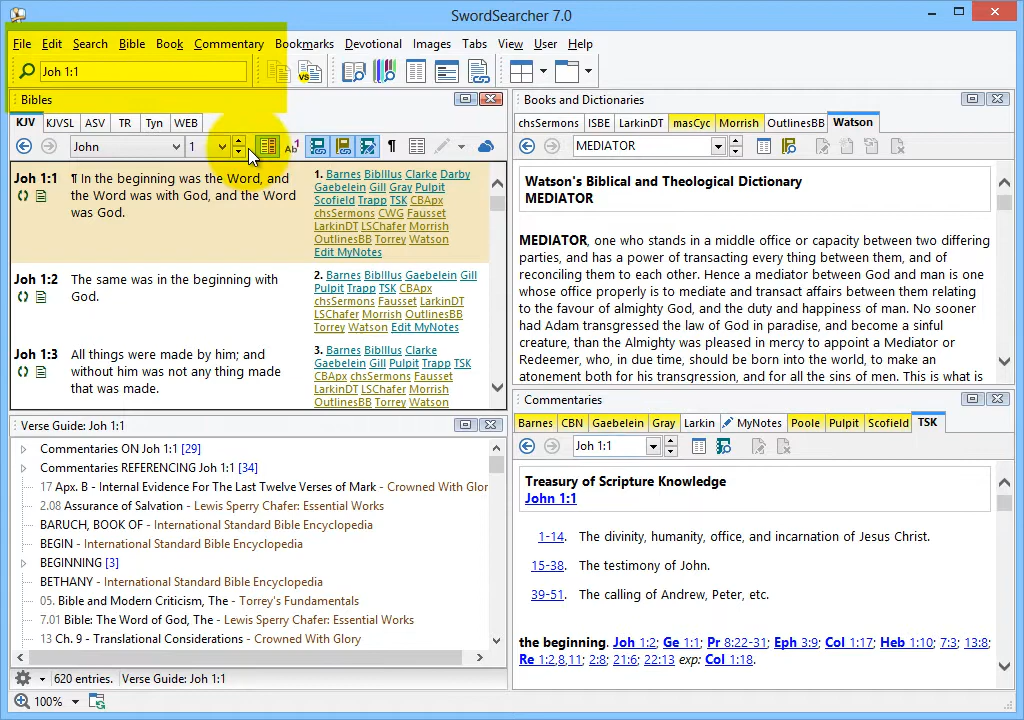 SwordSearcher 7.0
File Edit Search Bible Book Commentary Bookmarks Devotional Images Tabs View User Help
Joh 1:1
VS
Bibles
KJV KJVSL ASV TR Tyn WEB
John 1
Ab1 ¶
Joh 1:1 ¶ In the beginning was the Word, and
the Word was with God, and the Word
was God.
1. Barnes BibIllus Clarke Darby
Gaebelein Gill Gray Pulpit
Scofield Trapp TSK CBApx
chsSermons CWG Fausset
LarkinDT LSChafer Morrish
OutlinesBB Torrey Watson
Edit MyNotes
Joh 1:2 The same was in the beginning with
God.
2. Barnes BibIllus Gaebelein Gill
Pulpit Trapp TSK CBApx
chsSermons Fausset LarkinDT
LSChafer Morrish OutlinesBB
Torrey Watson Edit MyNotes
Joh 1:3 All things were made by him; and
without him was not any thing made
that was made.
3. Barnes BibIllus Clarke
Gaebelein Gill Pulpit Trapp TSK
CBApx chsSermons Fausset
LarkinDT LSChafer Morrish
OutlinesBB Torrey Watson
Verse Guide: Joh 1:1
Commentaries ON Joh 1:1 [29]
Commentaries REFERENCING Joh 1:1 [34]
17 Apx. B - Internal Evidence For The Last Twelve Verses of Mark - Crowned With Glor
2.08 Assurance of Salvation - Lewis Sperry Chafer: Essential Works
BARUCH, BOOK OF - International Standard Bible Encyclopedia
BEGIN - International Standard Bible Encyclopedia
BEGINNING [3]
BETHANY - International Standard Bible Encyclopedia
05. Bible and Modern Criticism, The - Torrey's Fundamentals
7.01 Bible: The Word of God, The - Lewis Sperry Chafer: Essential Works
13 Ch. 9 - Translational Considerations - Crowned With Glory
620 entries. Verse Guide: Joh 1:1
100%
Books and Dictionaries
chsSermons ISBE LarkinDT masCyc Morrish OutlinesBB Watson
MEDIATOR
Watson's Biblical and Theological Dictionary
MEDIATOR
MEDIATOR, one who stands in a middle office or capacity between two differing
parties, and has a power of transacting every thing between them, and of
reconciling them to each other. Hence a mediator between God and man is one
whose office properly is to mediate and transact affairs between them relating
to the favour of almighty God, and the duty and happiness of man. No sooner
had Adam transgressed the law of God in paradise, and become a sinful
creature, than the Almighty was pleased in mercy to appoint a Mediator or
Redeemer, who, in due time, should be born into the world, to make an
atonement both for his transgression, and for all the sins of men. This is what is
Commentaries
Barnes CBN Gaebelein Gray Larkin MyNotes Poole Pulpit Scofield TSK
Joh 1:1
Treasury of Scripture Knowledge
John 1:1
1-14. The divinity, humanity, office, and incarnation of Jesus Christ.
15-38. The testimony of John.
39-51. The calling of Andrew, Peter, etc.
the beginning. Joh 1:2; Ge 1:1; Pr 8:22-31; Eph 3:9; Col 1:17; Heb 1:10; 7:3; 13:8;
Re 1:2,8,11; 2:8; 21:6; 22:13 exp: Col 1:18.